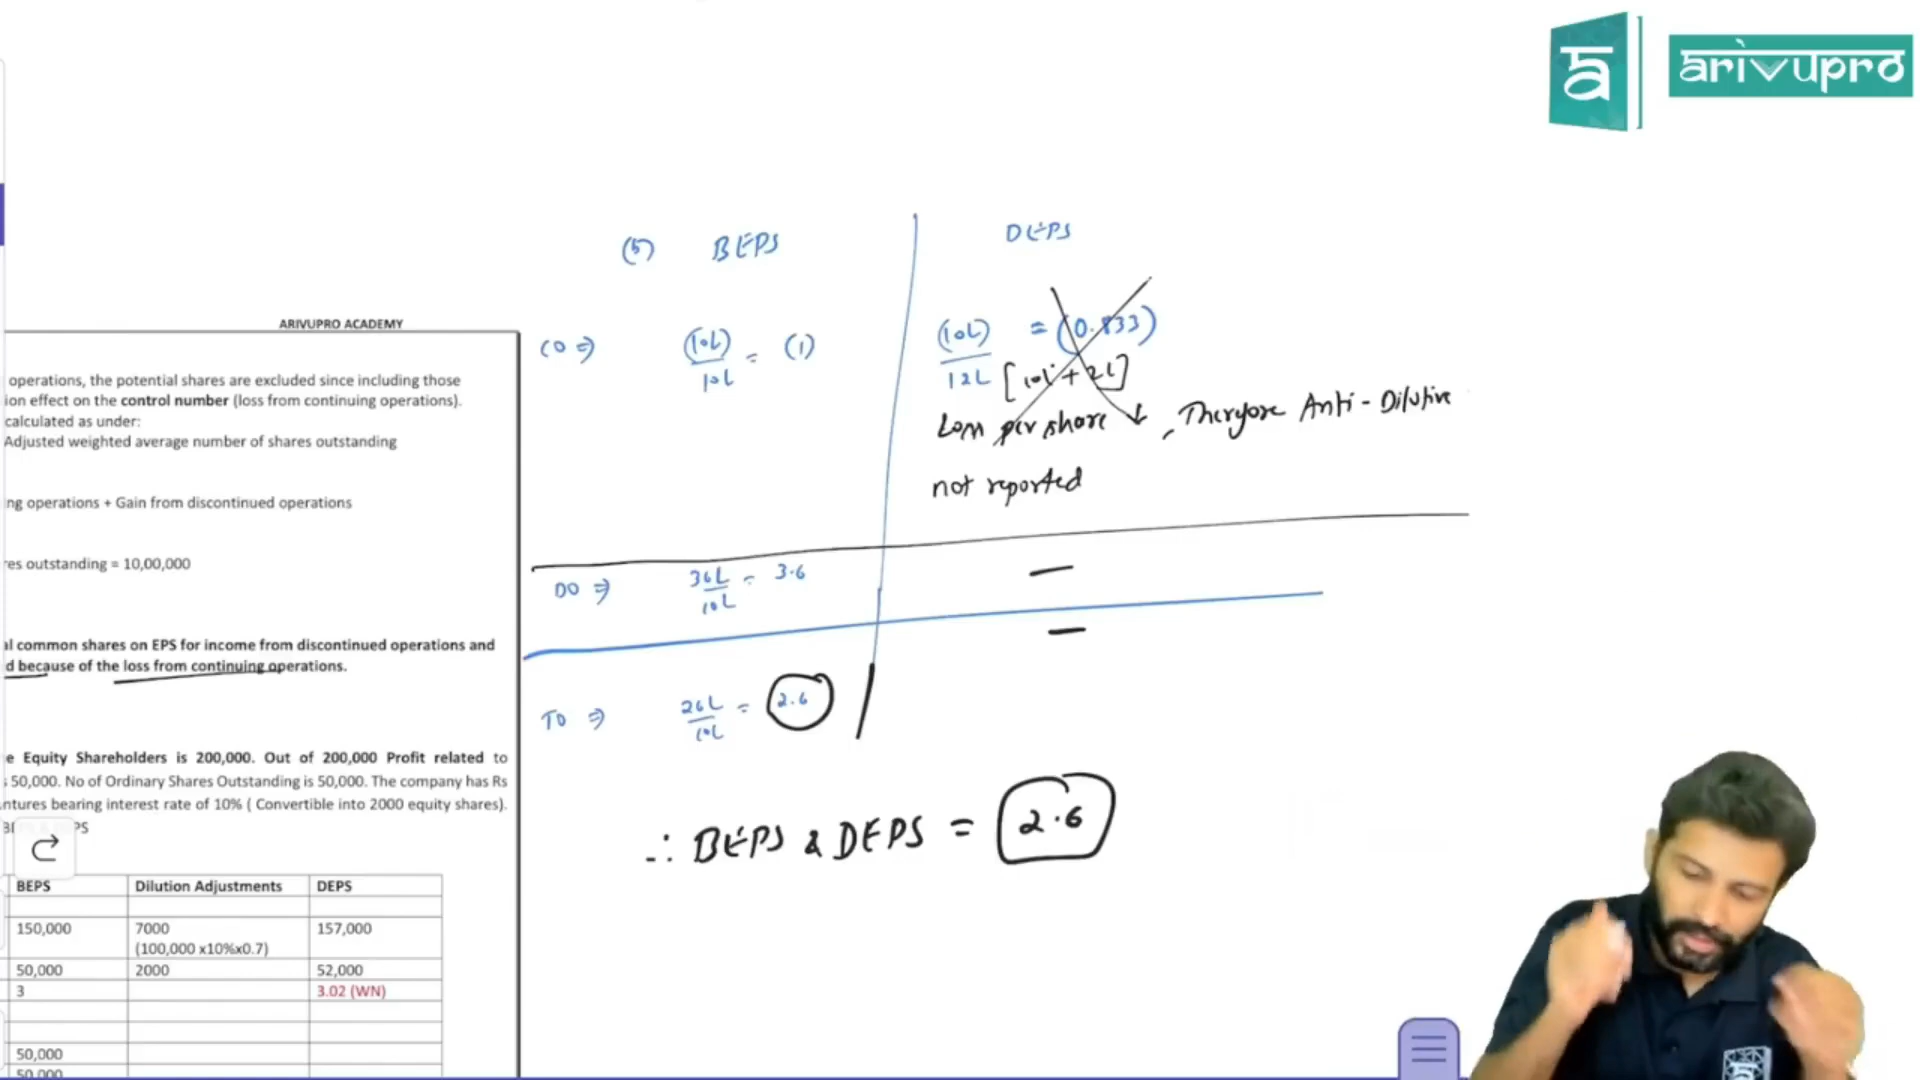 ā
arivupro
(5) BEPS
DEPS
CO ⇒ (10L)/10L = (1)
(10L)/12L = (0.833)
[10L + 2L]
Loss per share ↓, Therefore Anti-Dilutive
not reported
DO ⇒ 36L/10L = 3.6 —
—
TO ⇒ 26L/10L = 2.6
∴ BEPS & DEPS = 2.6
ARIVUPRO ACADEMY
operations, the potential shares are excluded since including those
ion effect on the control number (loss from continuing operations).
calculated as under:
Adjusted weighted average number of shares outstanding
ng operations + Gain from discontinued operations
res outstanding = 10,00,000
al common shares on EPS for income from discontinued operations and
d because of the loss from continuing operations.
e Equity Shareholders is 200,000. Out of 200,000 Profit related to
50,000. No of Ordinary Shares Outstanding is 50,000. The company has Rs
ntures bearing interest rate of 10% ( Convertible into 2000 equity shares).
BEPS Dilution Adjustments DEPS
150,000 7000 157,000
(100,000 x10%x0.7)
50,000 2000 52,000
3 3.02 (WN)
50,000
50,000